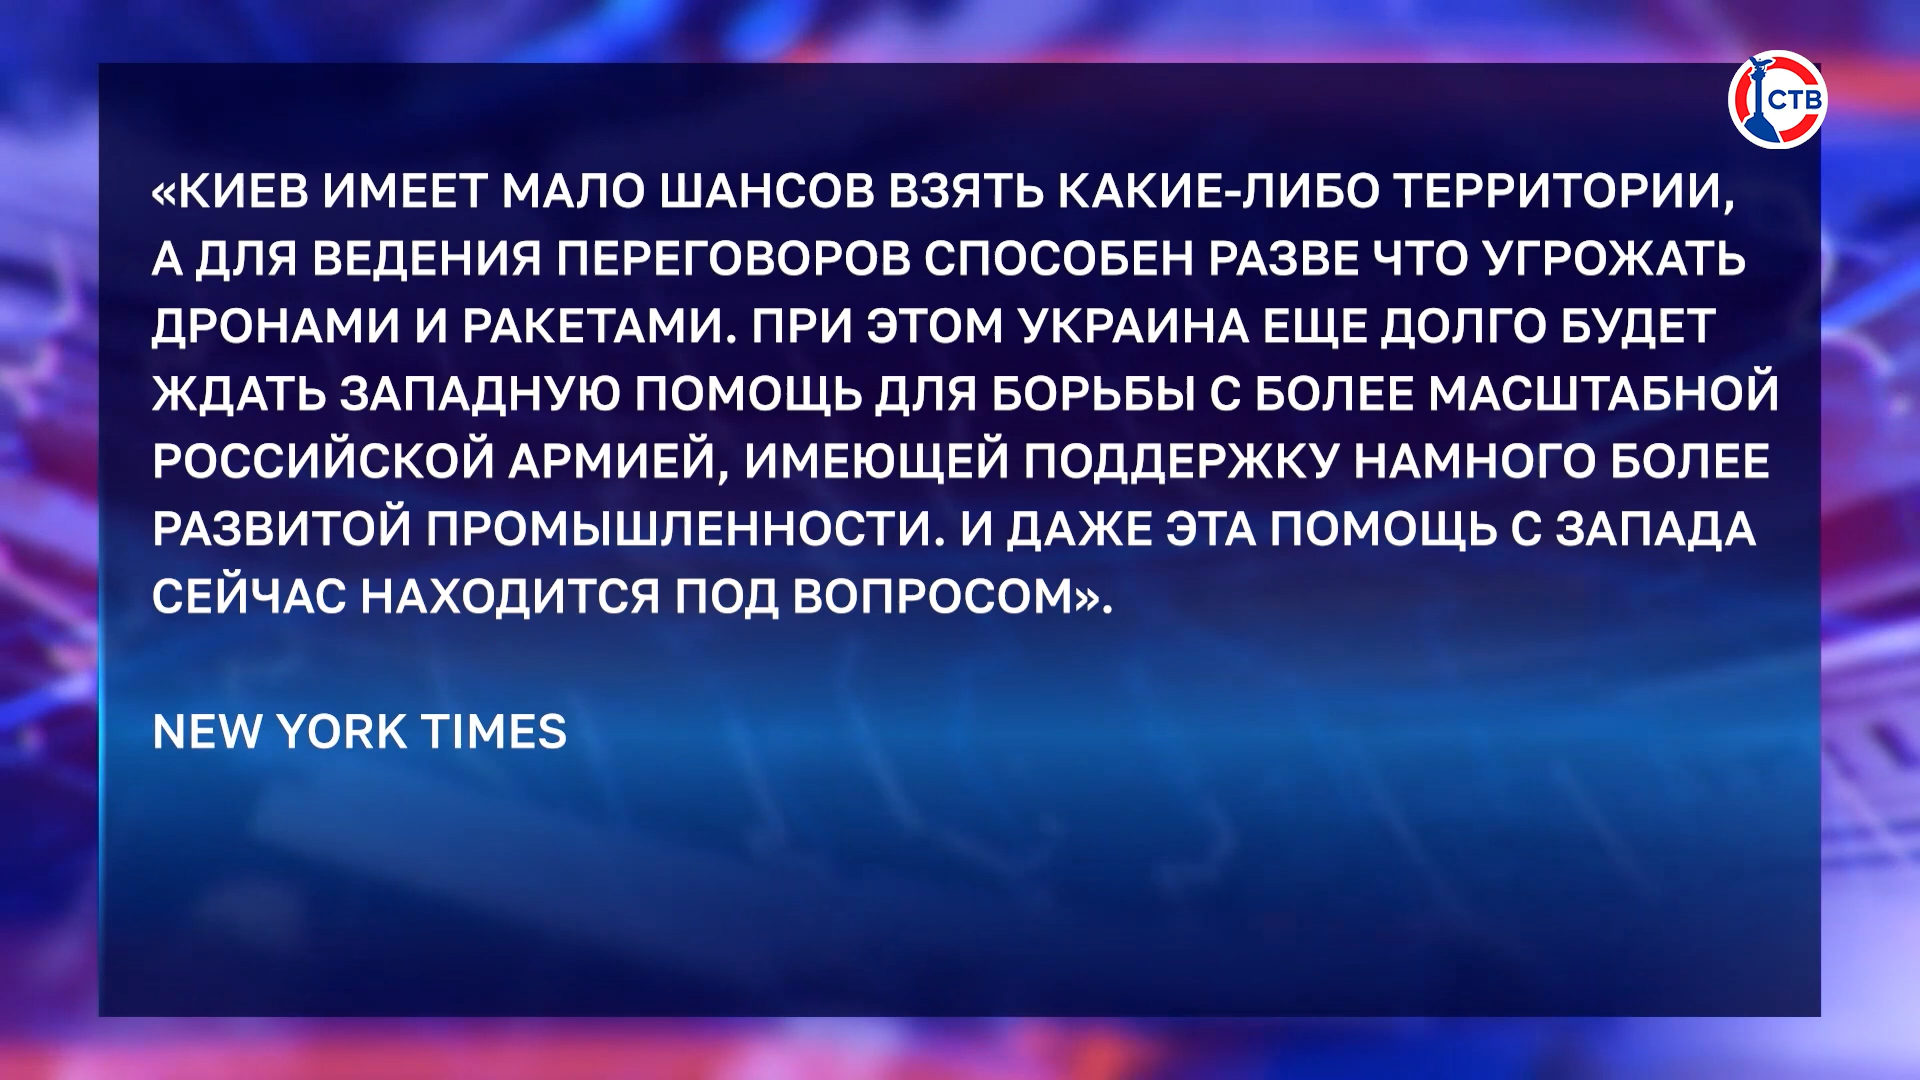 СТВ
«КИЕВ ИМЕЕТ МАЛО ШАНСОВ ВЗЯТЬ КАКИЕ-ЛИБО ТЕРРИТОРИИ,
А ДЛЯ ВЕДЕНИЯ ПЕРЕГОВОРОВ СПОСОБЕН РАЗВЕ ЧТО УГРОЖАТЬ
ДРОНАМИ И РАКЕТАМИ. ПРИ ЭТОМ УКРАИНА ЕЩЕ ДОЛГО БУДЕТ
ЖДАТЬ ЗАПАДНУЮ ПОМОЩЬ ДЛЯ БОРЬБЫ С БОЛЕЕ МАСШТАБНОЙ
РОССИЙСКОЙ АРМИЕЙ, ИМЕЮЩЕЙ ПОДДЕРЖКУ НАМНОГО БОЛЕЕ
РАЗВИТОЙ ПРОМЫШЛЕННОСТИ. И ДАЖЕ ЭТА ПОМОЩЬ С ЗАПАДА
СЕЙЧАС НАХОДИТСЯ ПОД ВОПРОСОМ».
NEW YORK TIMES